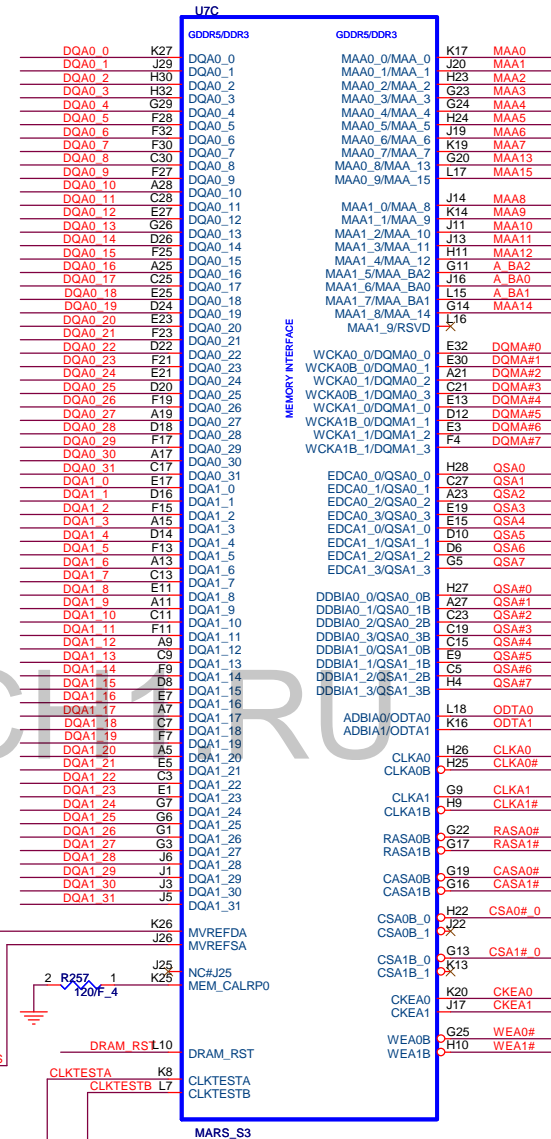 U7C
GDDR5/DDR3 GDDR5/DDR3
DQA0_0 K27 DQA0_0
DQA0_1 J29 DQA0_1
DQA0_2 H30 DQA0_2
DQA0_3 H32 DQA0_3
DQA0_4 G29 DQA0_4
DQA0_5 F28 DQA0_5
DQA0_6 F32 DQA0_6
DQA0_7 F30 DQA0_7
DQA0_8 C30 DQA0_8
DQA0_9 F27 DQA0_9
DQA0_10 A28 DQA0_10
DQA0_11 C28 DQA0_11
DQA0_12 E27 DQA0_12
DQA0_13 G26 DQA0_13
DQA0_14 D26 DQA0_14
DQA0_15 F25 DQA0_15
DQA0_16 A25 DQA0_16
DQA0_17 C25 DQA0_17
DQA0_18 E25 DQA0_18
DQA0_19 D24 DQA0_19
DQA0_20 E23 DQA0_20
DQA0_21 F23 DQA0_21
DQA0_22 D22 DQA0_22
DQA0_23 F21 DQA0_23
DQA0_24 E21 DQA0_24
DQA0_25 D20 DQA0_25
DQA0_26 F19 DQA0_26
DQA0_27 A19 DQA0_27
DQA0_28 D18 DQA0_28
DQA0_29 F17 DQA0_29
DQA0_30 A17 DQA0_30
DQA0_31 C17 DQA0_31
DQA1_0 E17 DQA1_0
DQA1_1 D16 DQA1_1
DQA1_2 F15 DQA1_2
DQA1_3 A15 DQA1_3
DQA1_4 D14 DQA1_4
DQA1_5 F13 DQA1_5
DQA1_6 A13 DQA1_6
DQA1_7 C13 DQA1_7
DQA1_8 E11 DQA1_8
DQA1_9 A11 DQA1_9
DQA1_10 C11 DQA1_10
DQA1_11 F11 DQA1_11
DQA1_12 A9 DQA1_12
DQA1_13 C9 DQA1_13
DQA1_14 F9 DQA1_14
DQA1_15 D8 DQA1_15
DQA1_16 E7 DQA1_16
DQA1_17 A7 DQA1_17
DQA1_18 C7 DQA1_18
DQA1_19 F7 DQA1_19
DQA1_20 A5 DQA1_20
DQA1_21 E5 DQA1_21
DQA1_22 C3 DQA1_22
DQA1_23 E1 DQA1_23
DQA1_24 G7 DQA1_24
DQA1_25 G6 DQA1_25
DQA1_26 G1 DQA1_26
DQA1_27 G3 DQA1_27
DQA1_28 J6 DQA1_28
DQA1_29 J1 DQA1_29
DQA1_30 J3 DQA1_30
DQA1_31 J5 DQA1_31
K26 MVREFDA
J26 MVREFSA
J25 NC#J25
2 R257 1 K25 MEM_CALRP0
120/F_4
DRAM_RST L10 DRAM_RST
CLKTESTA K8 CLKTESTA
CLKTESTB L7 CLKTESTB
MEMORY INTERFACE
MAA0_0/MAA_0 K17 MAA0
MAA0_1/MAA_1 J20 MAA1
MAA0_2/MAA_2 H23 MAA2
MAA0_3/MAA_3 G23 MAA3
MAA0_4/MAA_4 G24 MAA4
MAA0_5/MAA_5 H24 MAA5
MAA0_6/MAA_6 J19 MAA6
MAA0_7/MAA_7 K19 MAA7
MAA0_8/MAA_13 G20 MAA13
MAA0_9/MAA_15 L17 MAA15
MAA1_0/MAA_8 J14 MAA8
MAA1_1/MAA_9 K14 MAA9
MAA1_2/MAA_10 J11 MAA10
MAA1_3/MAA_11 J13 MAA11
MAA1_4/MAA_12 H11 MAA12
MAA1_5/MAA_BA2 G11 A_BA2
MAA1_6/MAA_BA0 J16 A_BA0
MAA1_7/MAA_BA1 L15 A_BA1
MAA1_8/MAA_14 G14 MAA14
MAA1_9/RSVD L16
WCKA0_0/DQMA0_0 E32 DQMA#0
WCKA0B_0/DQMA0_1 E30 DQMA#1
WCKA0_1/DQMA0_2 A21 DQMA#2
WCKA0B_1/DQMA0_3 C21 DQMA#3
WCKA1_0/DQMA1_0 E13 DQMA#4
WCKA1B_0/DQMA1_1 D12 DQMA#5
WCKA1_1/DQMA1_2 E3 DQMA#6
WCKA1B_1/DQMA1_3 F4 DQMA#7
EDCA0_0/QSA0_0 H28 QSA0
EDCA0_1/QSA0_1 C27 QSA1
EDCA0_2/QSA0_2 A23 QSA2
EDCA0_3/QSA0_3 E19 QSA3
EDCA1_0/QSA1_0 E15 QSA4
EDCA1_1/QSA1_1 D10 QSA5
EDCA1_2/QSA1_2 D6 QSA6
EDCA1_3/QSA1_3 G5 QSA7
DDBIA0_0/QSA0_0B H27 QSA#0
DDBIA0_1/QSA0_1B A27 QSA#1
DDBIA0_2/QSA0_2B C23 QSA#2
DDBIA0_3/QSA0_3B C19 QSA#3
DDBIA1_0/QSA1_0B C15 QSA#4
DDBIA1_1/QSA1_1B E9 QSA#5
DDBIA1_2/QSA1_2B C5 QSA#6
DDBIA1_3/QSA1_3B H4 QSA#7
ADBIA0/ODTA0 L18 ODTA0
ADBIA1/ODTA1 K16 ODTA1
CLKA0 H26 CLKA0
CLKA0B H25 CLKA0#
CLKA1 G9 CLKA1
CLKA1B H9 CLKA1#
RASA0B G22 RASA0#
RASA1B G17 RASA1#
CASA0B G19 CASA0#
CASA1B G16 CASA1#
CSA0B_0 H22 CSA0#_0
CSA0B_1 J22
CSA1B_0 G13 CSA1#_0
CSA1B_1 K13
CKEA0 K20 CKEA0
CKEA1 J17 CKEA1
WEA0B G25 WEA0#
WEA1B H10 WEA1#
MARS_S3
CH1.RU